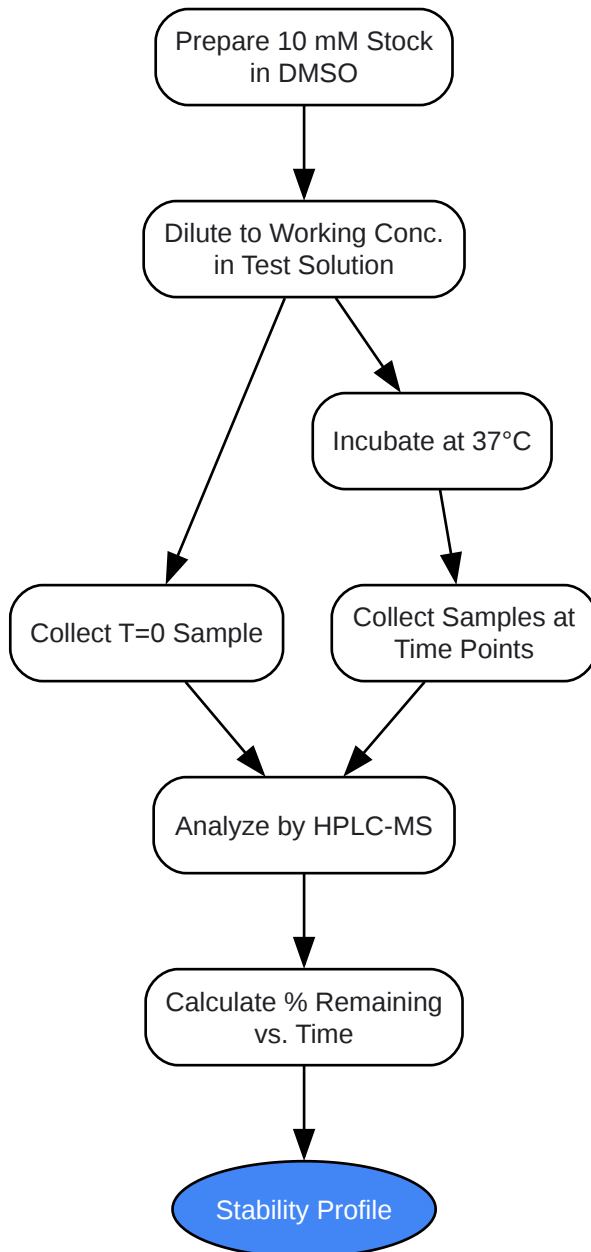 Prepare 10 mM Stock
in DMSO
Dilute to Working Conc.
in Test Solution
Incubate at 37°C
Collect T=0 Sample
Collect Samples at
Time Points
Analyze by HPLC-MS
Calculate % Remaining
vs. Time
Stability Profile